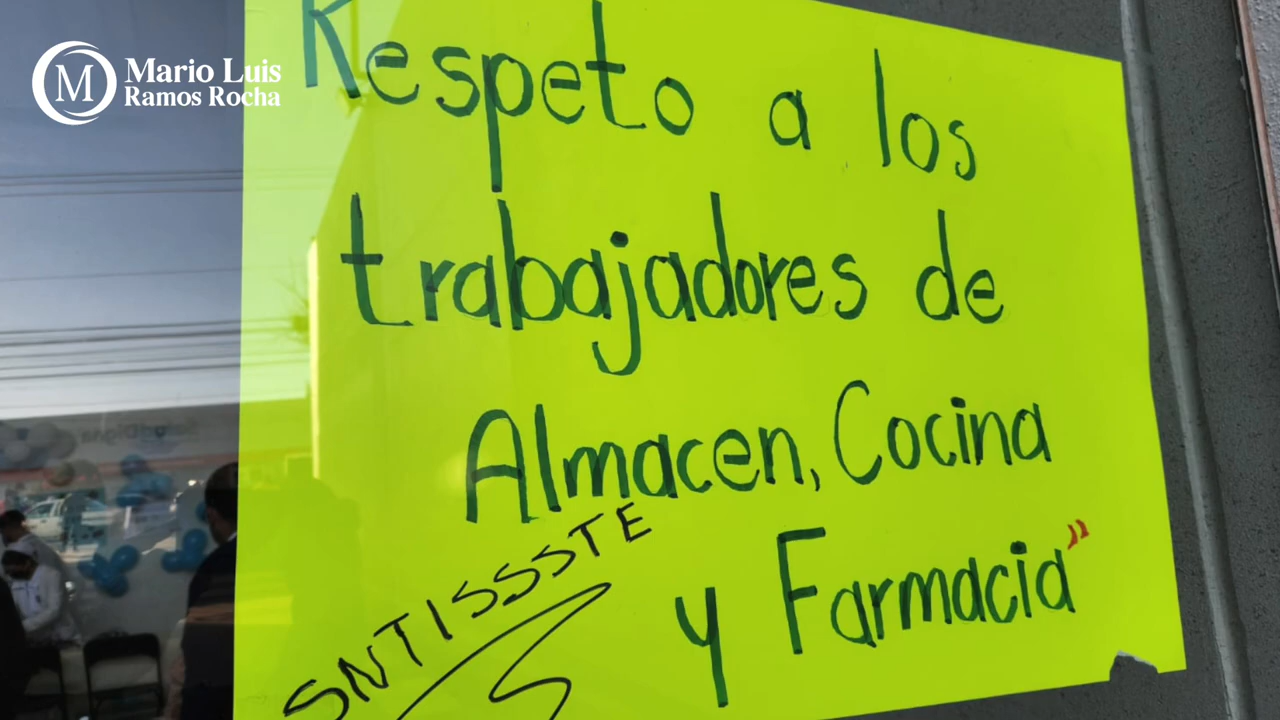 Mario Luis
Ramos Rocha
Respeto a los
trabajadores de
Almacen, Cocina
y Farmacia"
SNTISSSTE